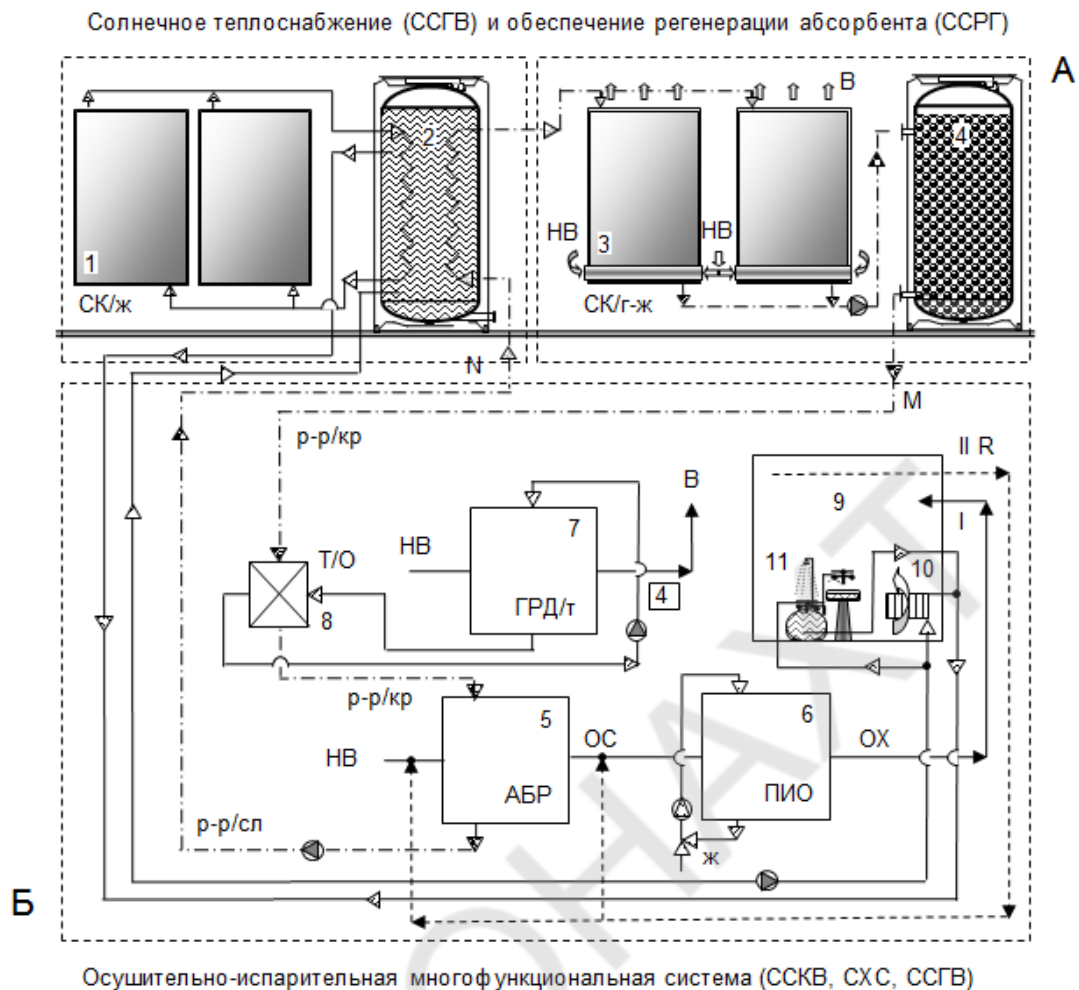 Солнечное теплоснабжение (ССГВ) и обеспечение регенерации абсорбента (ССРГ)
А
В
2
4
НВ
НВ
3
1
СК/ж
СК/г-ж
N
М
р-р/кр
II R
В
9
7
НВ
I
Т/О
11
10
4
ГРД/т
8
р-р/кр
5
6
ОС
ОХ
НВ
АБР
ПИО
р-р/сл
ж
Б
ОНАХТ
Осушительно-испарительная многофункциональная система (ССКВ, СХС, ССГВ)